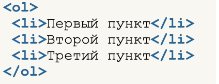 <ol>
<li>Первый пункт</li>
<li>Второй пункт</li>
<li>Третий пункт</li>
</ol>